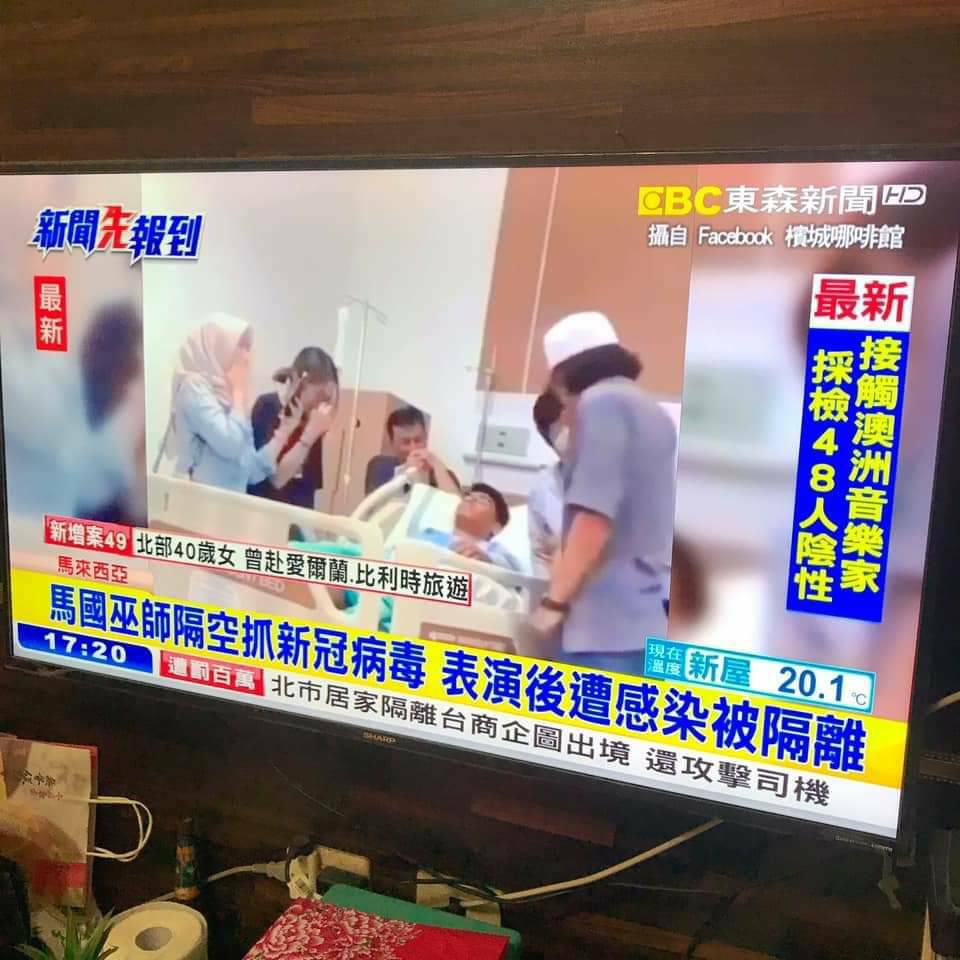 新聞先報到
EBC 東森新聞 HD
攝自 Facebook 檳城哪啡館
最新
最新
接觸澳洲音樂家
採檢48人陰性
新增案49 北部40歲女 曾赴愛爾蘭.比利時旅遊
馬來西亞
馬國巫師隔空抓新冠病毒 表演後遭感染被隔離
現在溫度 新屋 20.1℃
17:20
遭罰百萬 北市居家隔離台商企圖出境 還攻擊司機
SHARP